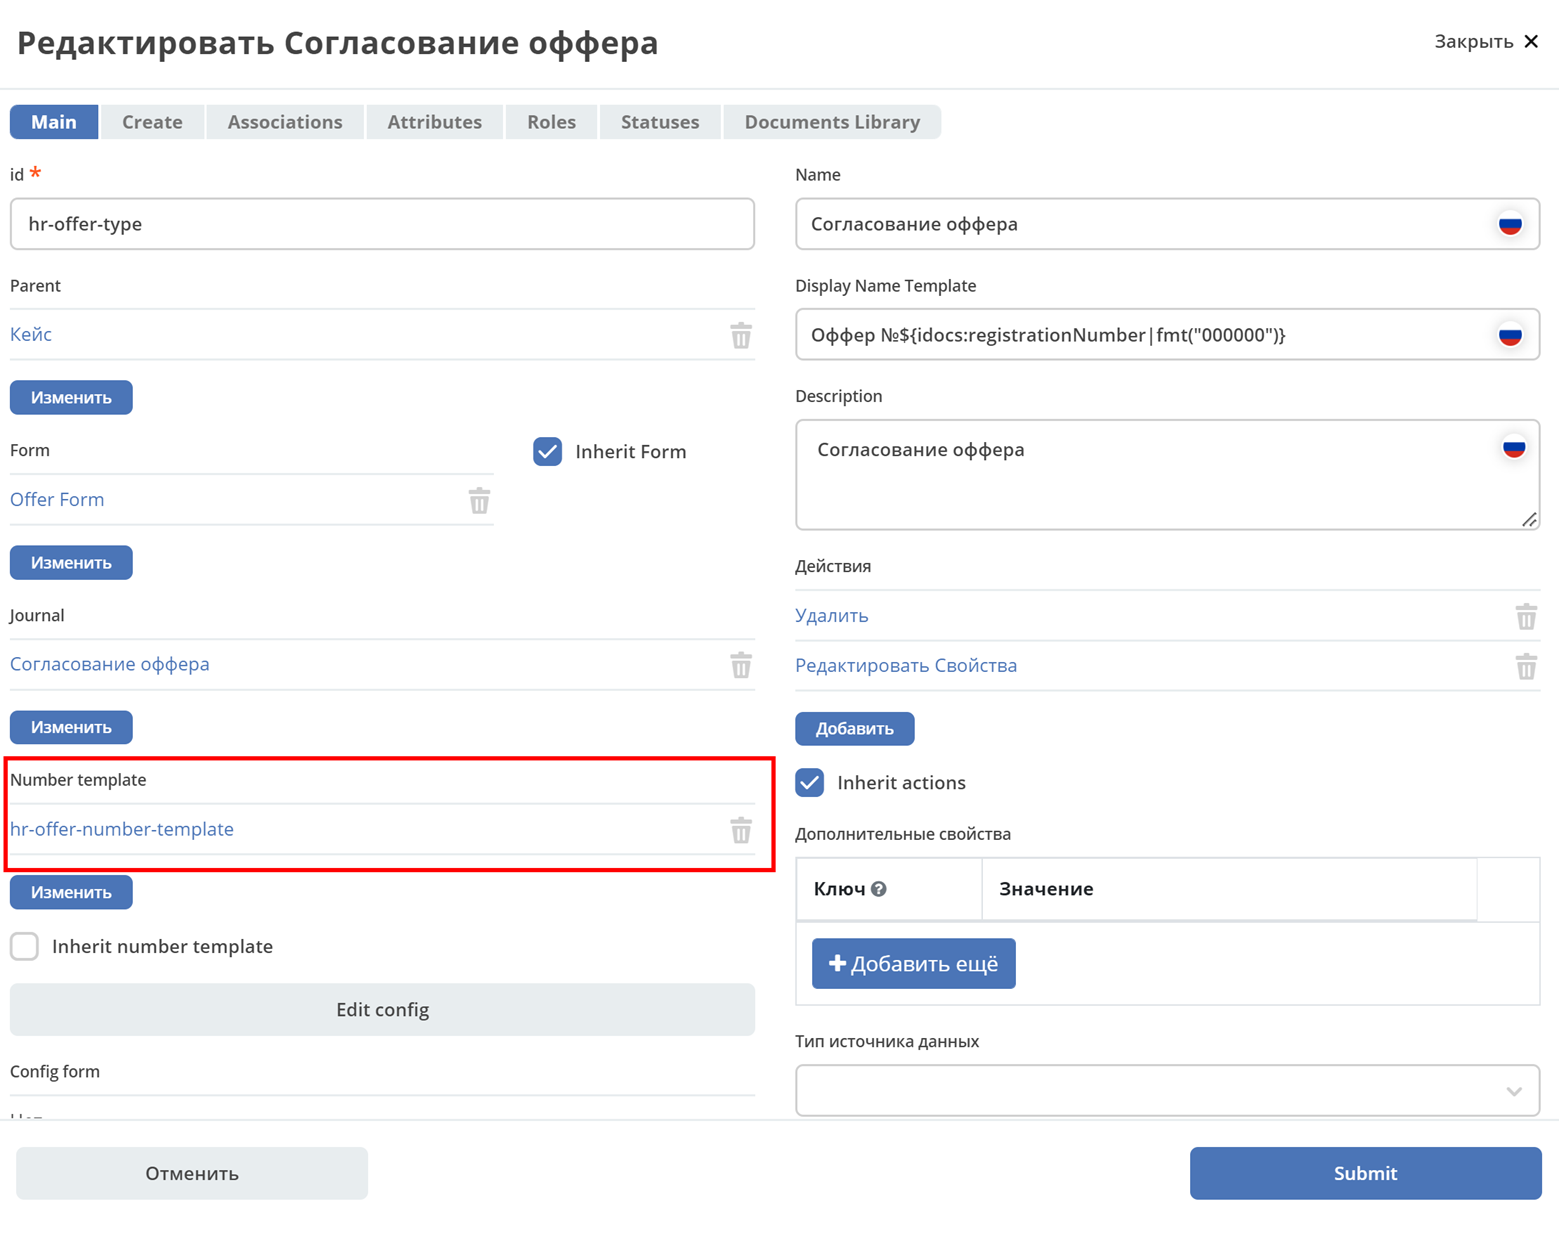 Редактировать Согласование оффера
Закрыть
Main
Create
Associations
Attributes
Roles
Statuses
Documents Library
id *
hr-offer-type
Parent
Кейс
Изменить
Form
Inherit Form
Offer Form
Изменить
Journal
Согласование оффера
Изменить
Number template
hr-offer-number-template
Изменить
Inherit number template
Edit config
Config form
Name
Согласование оффера
Display Name Template
Оффер №${idocs:registrationNumber|fmt("000000")}
Description
Согласование оффера
Действия
Удалить
Редактировать Свойства
Добавить
Inherit actions
Дополнительные свойства
Ключ ?
Значение
+ Добавить ещё
Тип источника данных
Отменить
Submit